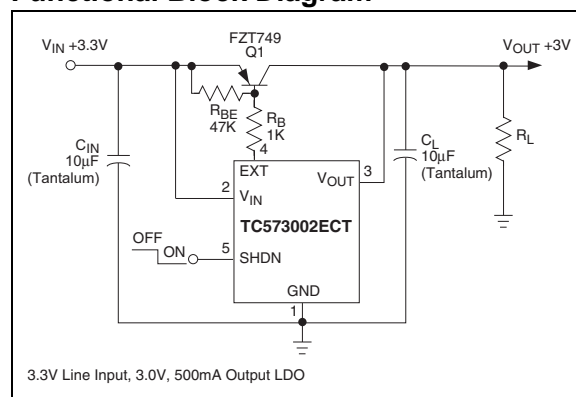 Functional Block Diagram
FZT749
Q1
VIN +3.3V
VOUT +3V
RBE
47K
RB
1K
4
CIN
10µF
(Tantalum)
CL
10µF
(Tantalum)
RL
EXT
2
VIN
VOUT
3
TC573002ECT
OFF
ON
5
SHDN
GND
1
3.3V Line Input, 3.0V, 500mA Output LDO